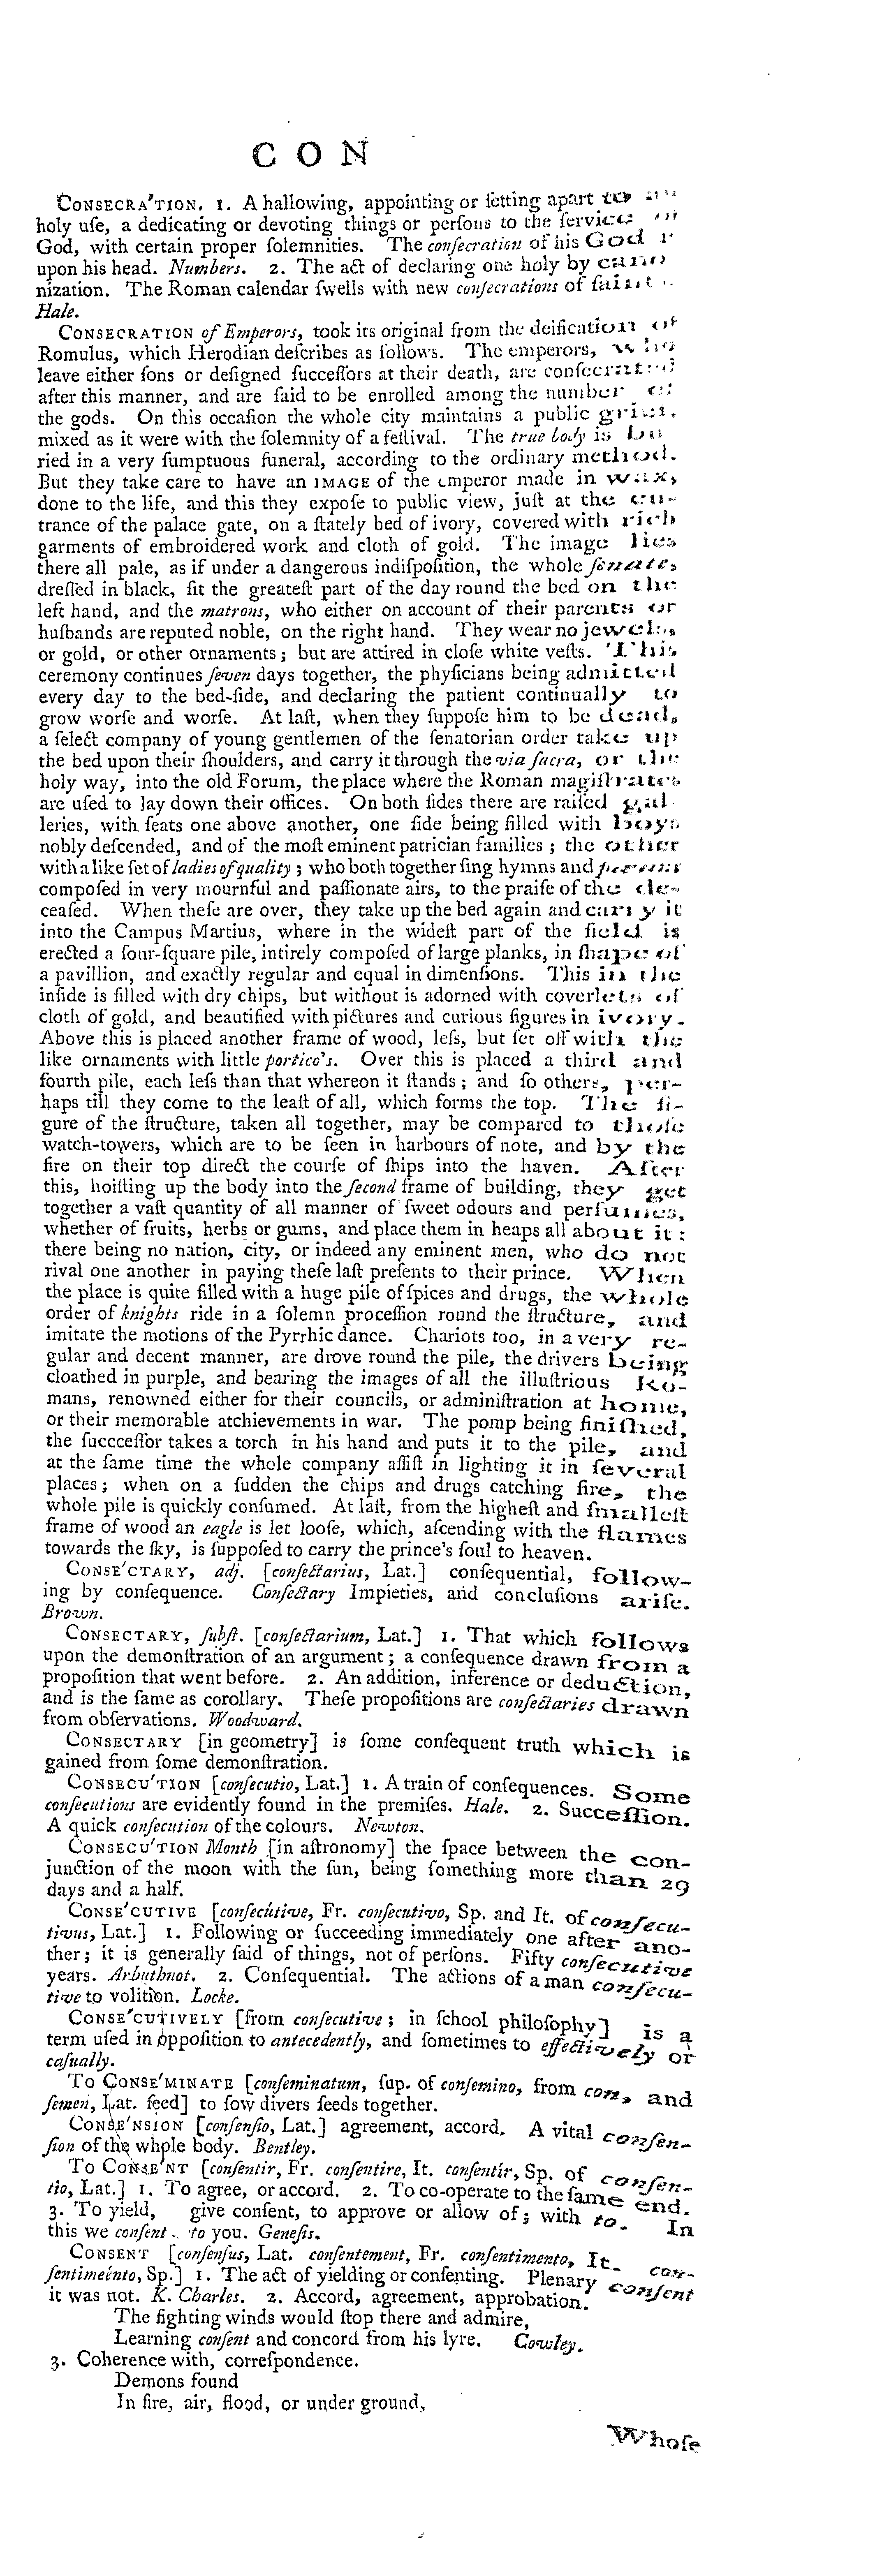 CON
CONSECRA'TION. 1. A hallowing, appointing or ſetting apart to
holy uſe, a dedicating or devoting things or perſons to the ſervice
God, with certain proper ſolemnities. The conſecration of his God
upon his head. Numbers. 2. The act of declaring one holy by cano
nization. The Roman calendar ſwells with new conſecrations of ſaint
Hale.
CONSECRATION of Emperors, took its original from the deification of
Romulus, which Herodian deſcribes as follows. The emperors, who
leave either ſons or deſigned ſucceſſors at their death, are conſecrated
after this manner, and are ſaid to be enrolled among the number of
the gods. On this occaſion the whole city maintains a public grief,
mixed as it were with the ſolemnity of a feſtival. The true body is bu
ried in a very ſumptuous funeral, according to the ordinary method.
But they take care to have an IMAGE of the emperor made in wax,
done to the life, and this they expoſe to public view, juſt at the en-
trance of the palace gate, on a ſtately bed of ivory, covered with rich
garments of embroidered work and cloth of gold. The image lies
there all pale, as if under a dangerous indiſpoſition, the whole ſenate,
dreſſed in black, ſit the greateſt part of the day round the bed on the
left hand, and the matrons, who either on account of their parents or
huſbands are reputed noble, on the right hand. They wear no jewels,
or gold, or other ornaments; but are attired in cloſe white veſts. This
ceremony continues ſeven days together, the phyſicians being admitted
every day to the bed-ſide, and declaring the patient continually to
grow worſe and worſe. At laſt, when they ſuppoſe him to be dead,
a ſelect company of young gentlemen of the ſenatorian order take up
the bed upon their ſhoulders, and carry it through the via ſacra, or the
holy way, into the old Forum, the place where the Roman magiſtrates
are uſed to lay down their offices. On both ſides there are raiſed gal
leries, with ſeats one above another, one ſide being filled with boys
nobly deſcended, and of the moſt eminent patrician families; the other
with a like ſet of ladies of quality; who both together ſing hymns and
compoſed in very mournful and paſſionate airs, to the praiſe of the de-
ceaſed. When theſe are over, they take up the bed again and carry it
into the Campus Martius, where in the wideſt part of the field is
erected a four-ſquare pile, intirely compoſed of large planks, in ſhape of
a pavillion, and exactly regular and equal in dimenſions. This in the
inſide is filled with dry chips, but without is adorned with coverlets of
cloth of gold, and beautified with pictures and curious figures in ivory.
Above this is placed another frame of wood, leſs, but ſet off with the
like ornaments with little portico's. Over this is placed a third and
fourth pile, each leſs than that whereon it ſtands; and ſo others, per-
haps till they come to the leaſt of all, which forms the top. The fi-
gure of the ſtructure, taken all together, may be compared to thoſe
watch-towers, which are to be ſeen in harbours of note, and by the
fire on their top direct the courſe of ſhips into the haven. After
this, hoiſting up the body into the ſecond frame of building, they get
together a vaſt quantity of all manner of ſweet odours and perfumes,
whether of fruits, herbs or gums, and place them in heaps all about it:
there being no nation, city, or indeed any eminent men, who do not
rival one another in paying theſe laſt preſents to their prince. When
the place is quite filled with a huge pile of ſpices and drugs, the whole
order of knights ride in a ſolemn proceſſion round the ſtructure, and
imitate the motions of the Pyrrhic dance. Chariots too, in a very re-
gular and decent manner, are drove round the pile, the drivers being
cloathed in purple, and bearing the images of all the illuſtrious Ro-
mans, renowned either for their councils, or adminiſtration at home,
or their memorable atchievements in war. The pomp being finiſhed,
the ſucceſſor takes a torch in his hand and puts it to the pile, and
at the ſame time the whole company aſſiſt in lighting it in ſeveral
places; when on a ſudden the chips and drugs catching fire, the
whole pile is quickly conſumed. At laſt, from the higheſt and ſmalleſt
frame of wood an eagle is let looſe, which, aſcending with the flames
towards the ſky, is ſuppoſed to carry the prince's ſoul to heaven.
CONSE'CTARY, adj. [conſectarius, Lat.] conſequential, follow-
ing by conſequence. Conſectary Impieties, and concluſions ariſe.
Brown.
CONSECTARY, ſubſt. [conſectarium, Lat.] 1. That which follows
upon the demonſtration of an argument; a conſequence drawn from a
propoſition that went before. 2. An addition, inference or deduction,
and is the ſame as corollary. Theſe propoſitions are conſectaries drawn
from obſervations. Woodward.
CONSECTARY [in geometry] is ſome conſequent truth which is
gained from ſome demonſtration.
CONSECU'TION [conſecutio, Lat.] 1. A train of conſequences. Some
conſecutions are evidently found in the premiſes. Hale. 2. Succeſſion.
A quick conſecution of the colours. Newton.
CONSECU'TION Month [in aſtronomy] the ſpace between the con-
junction of the moon with the ſun, being ſomething more than 29
days and a half.
CONSE'CUTIVE [conſecútive, Fr. conſecutivo, Sp. and It. of conſecu-
tivus, Lat.] 1. Following or ſucceeding immediately one after ano-
ther; it is generally ſaid of things, not of perſons. Fifty conſecutive
years. Arbuthnot. 2. Conſequential. The actions of a man conſecu-
tive to volition. Locke.
CONSE'CUTIVELY [from conſecutive; in ſchool philoſophy] is a
term uſed in oppoſition to antecedently, and ſometimes to effectively or
caſually.
To CONSE'MINATE [conſeminatum, ſup. of conſemino, from con, and
ſemen, Lat. ſeed] to ſow divers ſeeds together.
CONSE'NSION [conſenſio, Lat.] agreement, accord. A vital conſen-
ſion of the whole body. Bentley.
To CONSE'NT [conſentir, Fr. conſentire, It. conſentir, Sp. of conſen-
tio, Lat.] 1. To agree, or accord. 2. To co-operate to the ſame end.
3. To yield, give conſent, to approve or allow of; with to. In
this we conſent to you. Geneſis.
CONSENT [conſenſus, Lat. conſentement, Fr. conſentimento, It. con-
ſentimeénto, Sp.] 1. The act of yielding or conſenting. Plenary conſent
it was not. K. Charles. 2. Accord, agreement, approbation.
The fighting winds would ſtop there and admire,
Learning conſent and concord from his lyre. Cowley.
3. Coherence with, correſpondence.
Demons found
In fire, air, flood, or under ground,
Whoſe